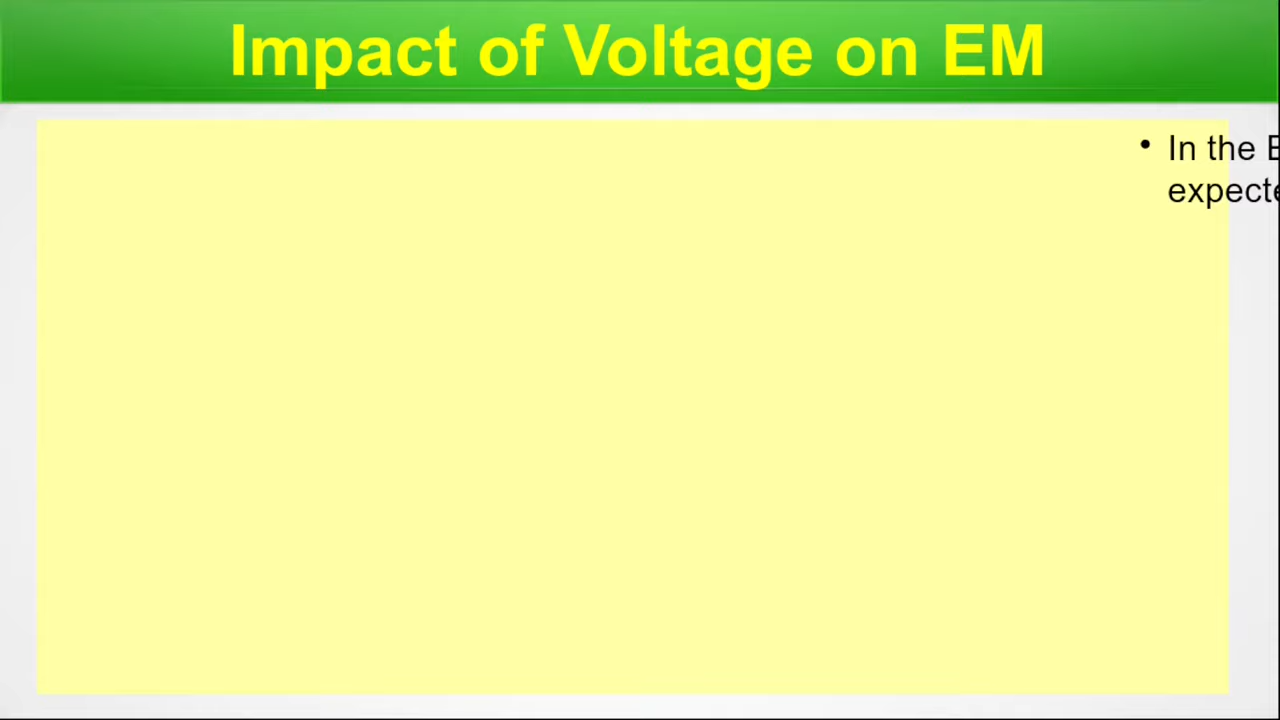 Impact of Voltage on EM
• In the
expecte